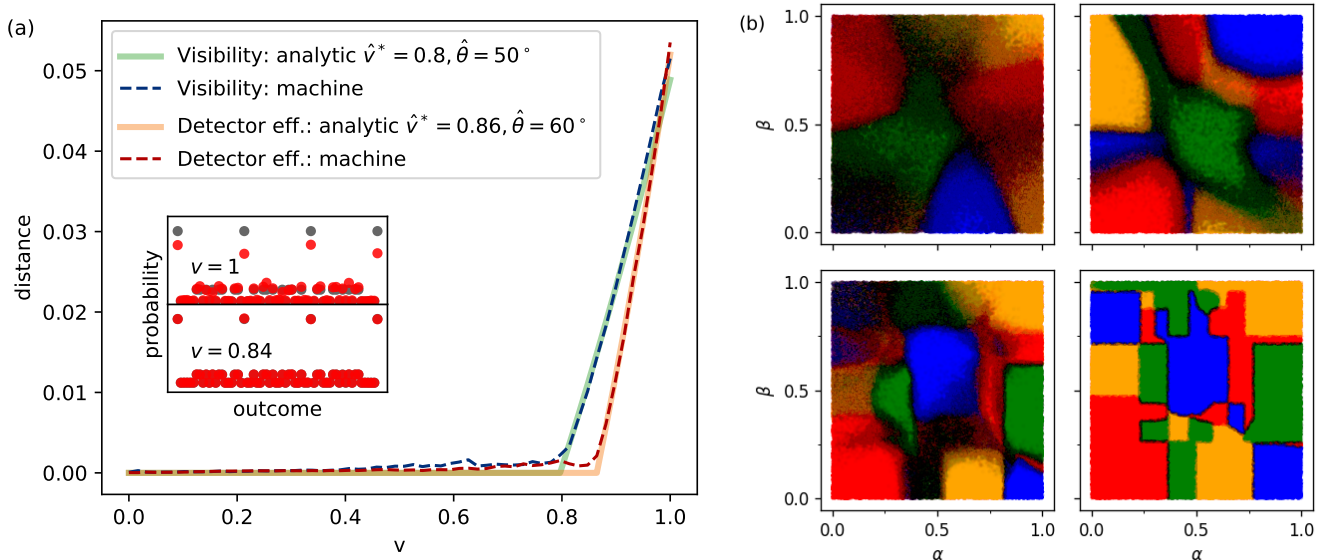 (a)
Visibility: analytic v̂* = 0.8, θ̂ = 50°
Visibility: machine
Detector eff.: analytic v̂* = 0.86, θ̂ = 60°
Detector eff.: machine
distance
0.05
0.04
0.03
0.02
0.01
0.00
probability
v = 1
v = 0.84
outcome
0.0 0.2 0.4 0.6 0.8 1.0
v
(b)
β
1.0
0.5
0.0
β
1.0
0.5
0.0
0.0 0.5 1.0
α
0.0 0.5 1.0
α